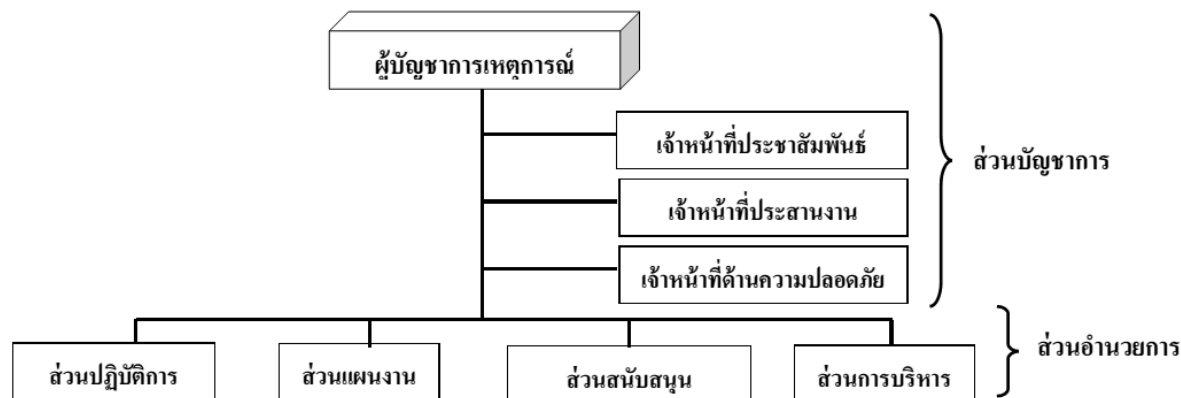 ผู้บัญชาการเหตุการณ์
เจ้าหน้าที่ประชาสัมพันธ์
ส่วนบัญชาการ
เจ้าหน้าที่ประสานงาน
เจ้าหน้าที่ด้านความปลอดภัย
ส่วนอำนวยการ
ส่วนปฏิบัติการ
ส่วนแผนงาน
ส่วนสนับสนุน
ส่วนการบริหาร